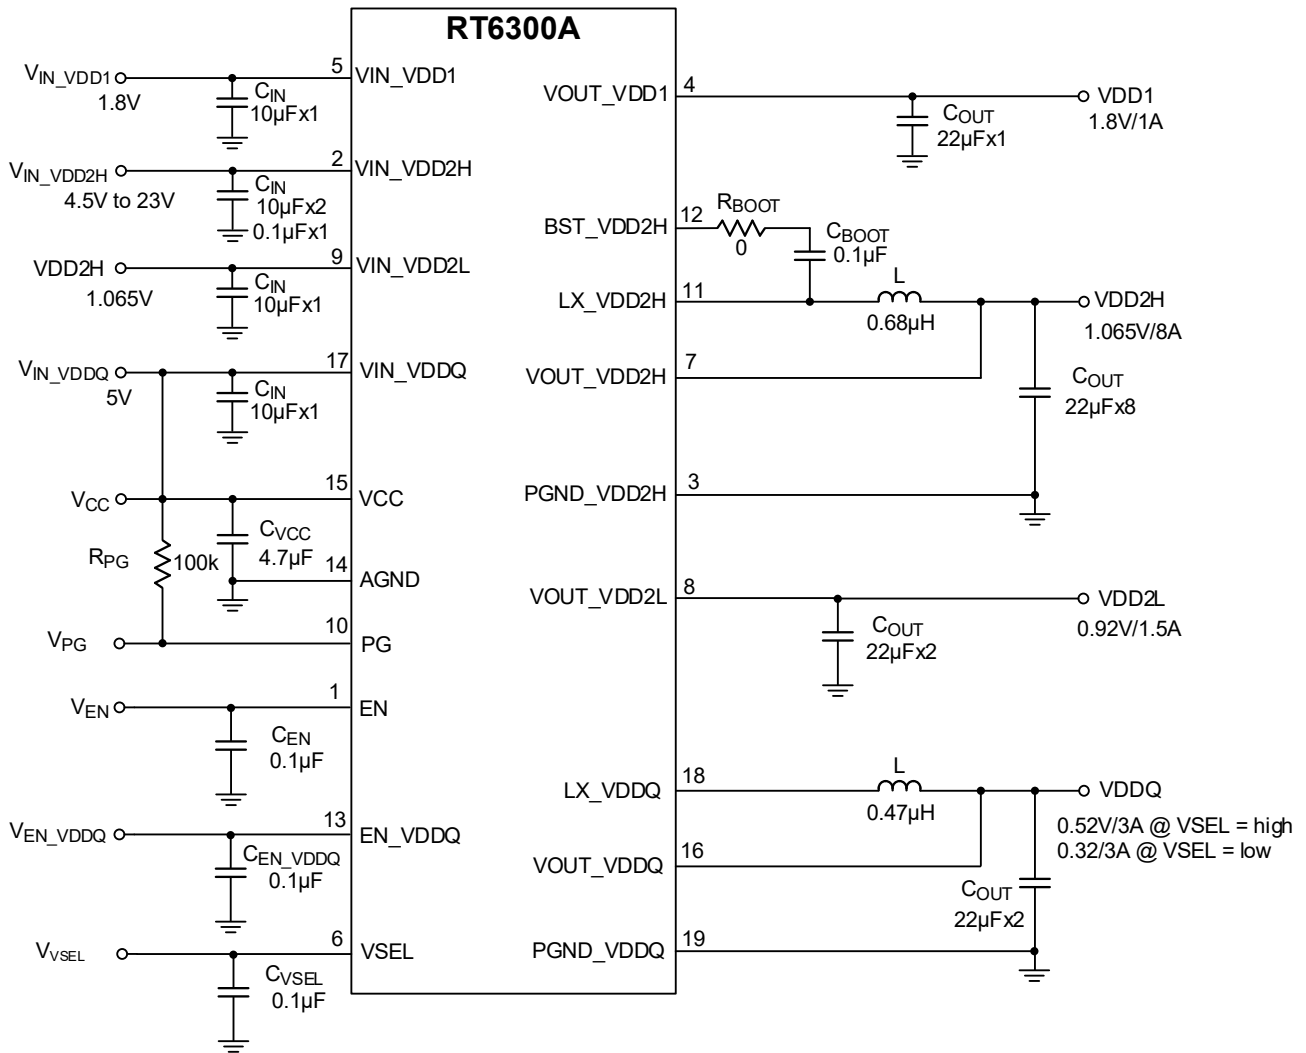 RT6300A
VIN_VDD1
1.8V
CIN
10µFx1
5
VIN_VDD1
VIN_VDD2H
4.5V to 23V
CIN
10µFx2
0.1µFx1
2
VIN_VDD2H
VDD2H
1.065V
CIN
10µFx1
9
VIN_VDD2L
VIN_VDDQ
5V
CIN
10µFx1
17
VIN_VDDQ
VCC
15
VCC
CVCC
4.7µF
RPG
100k
14
AGND
VPG
10
PG
VEN
1
EN
CEN
0.1µF
VEN_VDDQ
13
EN_VDDQ
CEN_VDDQ
0.1µF
VVSEL
6
VSEL
CVSEL
0.1µF
VOUT_VDD1
4
COUT
22µFx1
VDD1
1.8V/1A
BST_VDD2H
12
RBOOT
0
CBOOT
0.1µF
LX_VDD2H
11
L
0.68µH
VDD2H
1.065V/8A
VOUT_VDD2H
7
COUT
22µFx8
PGND_VDD2H
3
VOUT_VDD2L
8
COUT
22µFx2
VDD2L
0.92V/1.5A
LX_VDDQ
18
L
0.47µH
VDDQ
0.52V/3A @ VSEL = high
0.32/3A @ VSEL = low
VOUT_VDDQ
16
COUT
22µFx2
PGND_VDDQ
19